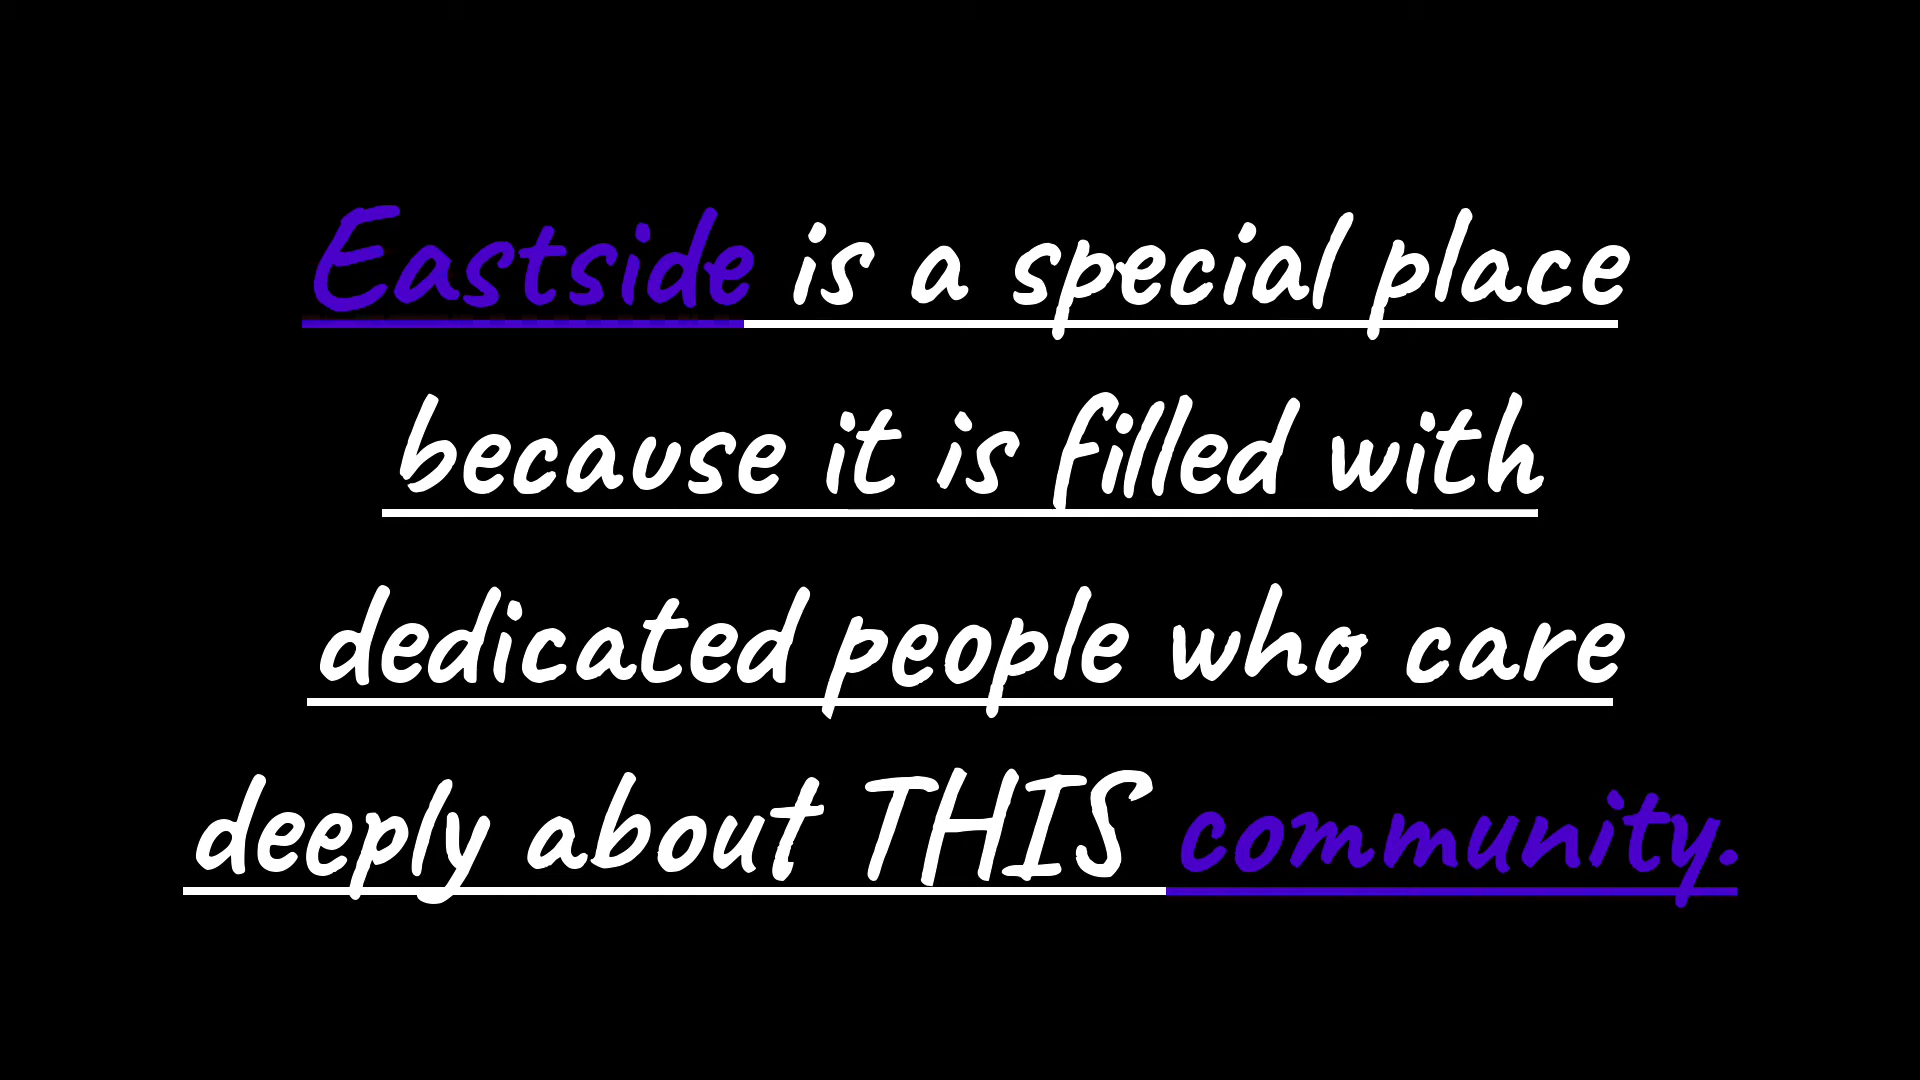 Eastside is a special place
because it is filled with
dedicated people who care
deeply about THIS community.